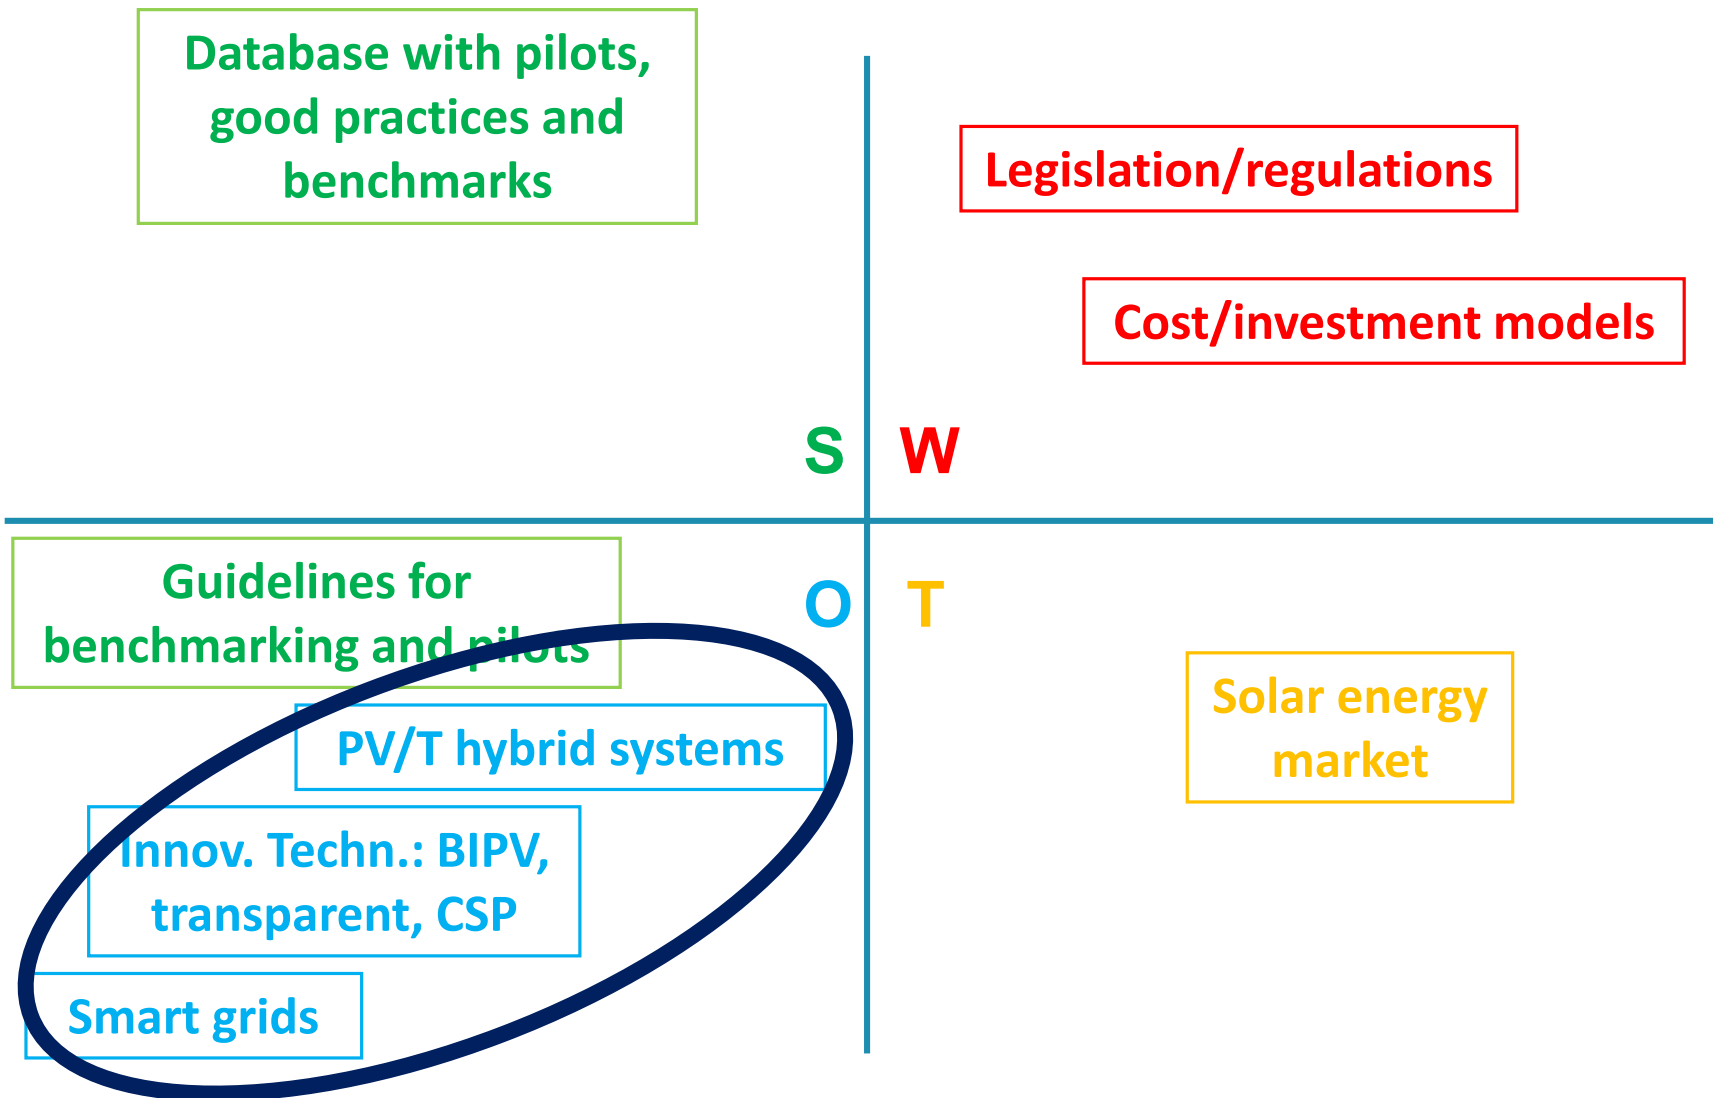 Database with pilots,
good practices and
benchmarks
Legislation/regulations
Cost/investment models
S
W
O
T
Guidelines for
benchmarking and pilots
PV/T hybrid systems
Innov. Techn.: BIPV,
transparent, CSP
Smart grids
Solar energy
market